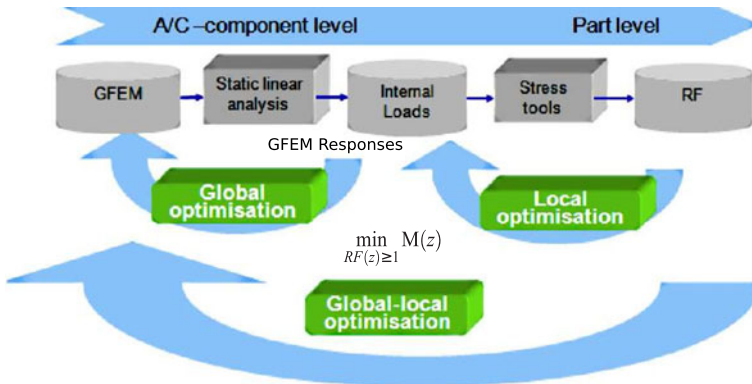 A/C –component level
Part level
GFEM
Static linear
analysis
Internal
Loads
Stress
tools
RF
GFEM Responses
Global
optimisation
Local
optimisation
min M(z)
RF(z)≥1
Global-local
optimisation